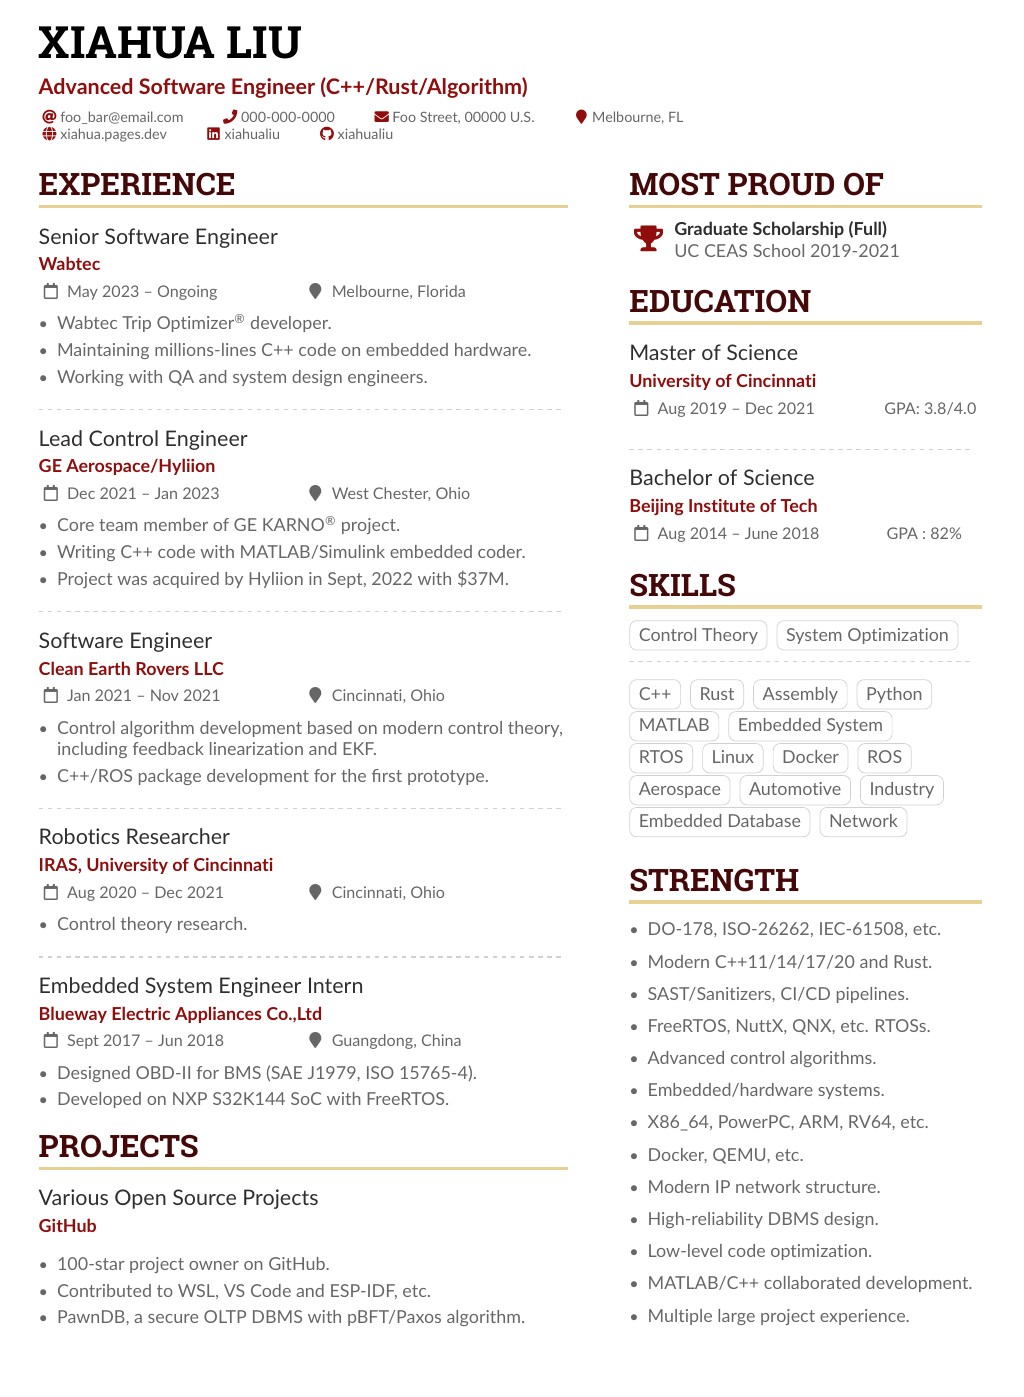 XIAHUA LIU
Advanced Software Engineer (C++/Rust/Algorithm)
foo_bar@email.com 000-000-0000 Foo Street, 00000 U.S. Melbourne, FL
xiahua.pages.dev xiahualiu xiahualiu
EXPERIENCE
Senior Software Engineer
Wabtec
May 2023 – Ongoing Melbourne, Florida
• Wabtec Trip Optimizer® developer.
• Maintaining millions-lines C++ code on embedded hardware.
• Working with QA and system design engineers.
Lead Control Engineer
GE Aerospace/Hyliion
Dec 2021 – Jan 2023 West Chester, Ohio
• Core team member of GE KARNO® project.
• Writing C++ code with MATLAB/Simulink embedded coder.
• Project was acquired by Hyliion in Sept, 2022 with $37M.
Software Engineer
Clean Earth Rovers LLC
Jan 2021 – Nov 2021 Cincinnati, Ohio
• Control algorithm development based on modern control theory,
including feedback linearization and EKF.
• C++/ROS package development for the first prototype.
Robotics Researcher
IRAS, University of Cincinnati
Aug 2020 – Dec 2021 Cincinnati, Ohio
• Control theory research.
Embedded System Engineer Intern
Blueway Electric Appliances Co.,Ltd
Sept 2017 – Jun 2018 Guangdong, China
• Designed OBD-II for BMS (SAE J1979, ISO 15765-4).
• Developed on NXP S32K144 SoC with FreeRTOS.
PROJECTS
Various Open Source Projects
GitHub
• 100-star project owner on GitHub.
• Contributed to WSL, VS Code and ESP-IDF, etc.
• PawnDB, a secure OLTP DBMS with pBFT/Paxos algorithm.
MOST PROUD OF
Graduate Scholarship (Full)
UC CEAS School 2019-2021
EDUCATION
Master of Science
University of Cincinnati
Aug 2019 – Dec 2021 GPA: 3.8/4.0
Bachelor of Science
Beijing Institute of Tech
Aug 2014 – June 2018 GPA : 82%
SKILLS
Control Theory System Optimization
C++ Rust Assembly Python
MATLAB Embedded System
RTOS Linux Docker ROS
Aerospace Automotive Industry
Embedded Database Network
STRENGTH
• DO-178, ISO-26262, IEC-61508, etc.
• Modern C++11/14/17/20 and Rust.
• SAST/Sanitizers, CI/CD pipelines.
• FreeRTOS, NuttX, QNX, etc. RTOSs.
• Advanced control algorithms.
• Embedded/hardware systems.
• X86_64, PowerPC, ARM, RV64, etc.
• Docker, QEMU, etc.
• Modern IP network structure.
• High-reliability DBMS design.
• Low-level code optimization.
• MATLAB/C++ collaborated development.
• Multiple large project experience.